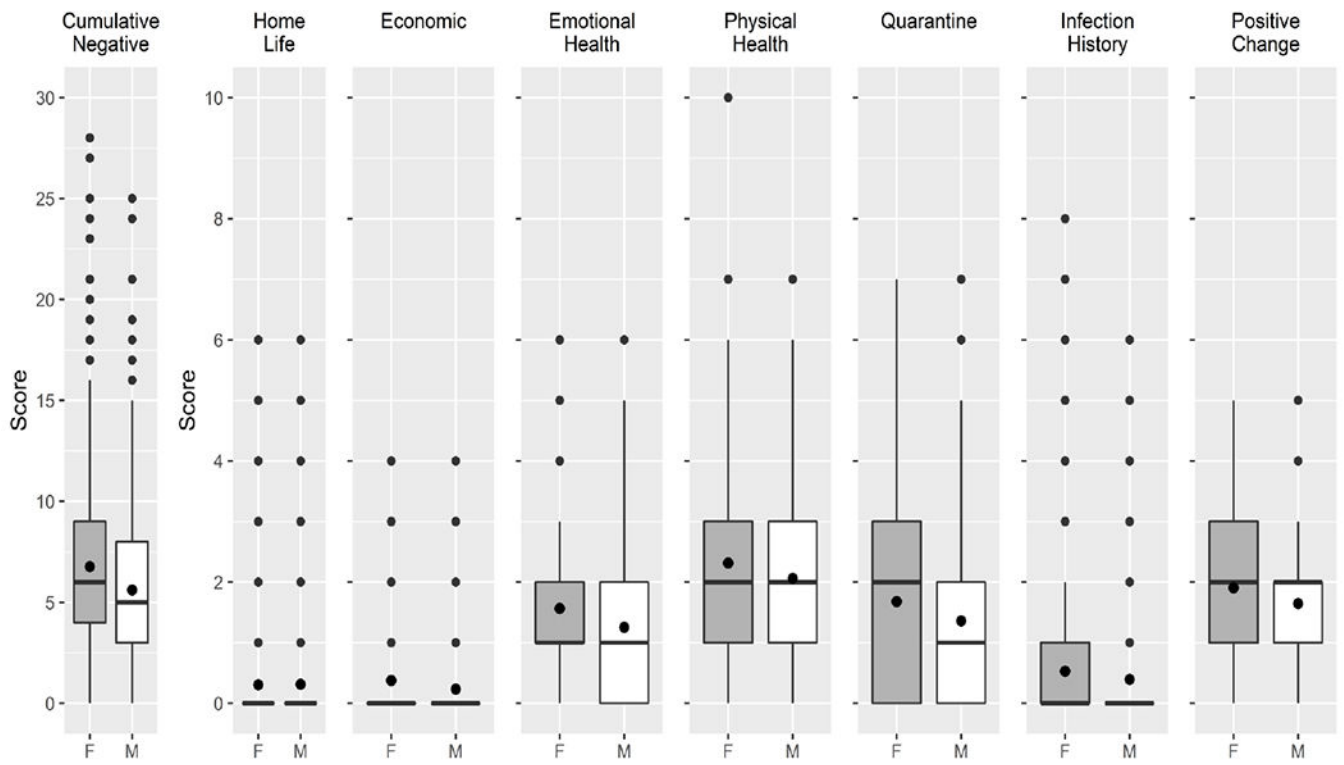 Cumulative
Negative
Home
Life
Economic
Emotional
Health
Physical
Health
Quarantine
Infection
History
Positive
Change
Score
30
25
20
15
10
5
0
Score
10
8
6
4
2
0
F
M
F
M
F
M
F
M
F
M
F
M
F
M
F
M